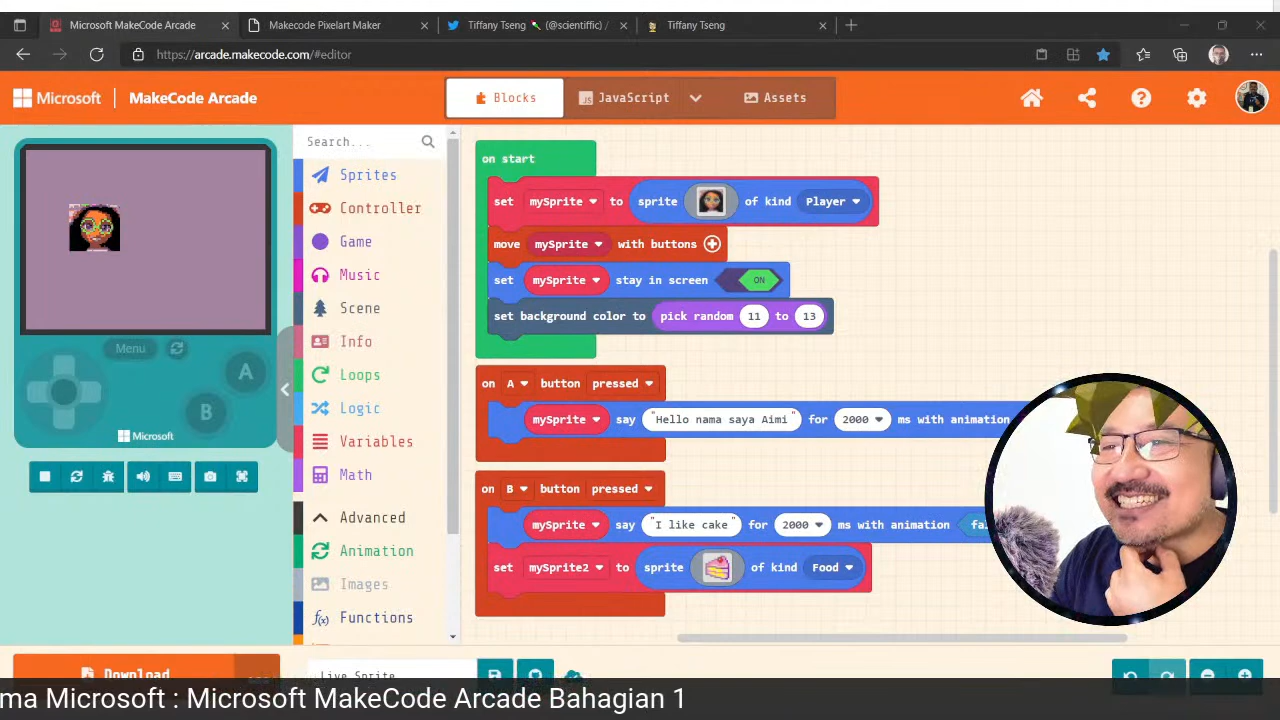 Microsoft MakeCode Arcade
Makecode Pixelart Maker
Tiffany Tseng (@scientiffic) /
Tiffany Tseng
https://arcade.makecode.com/#editor
Microsoft
MakeCode Arcade
Blocks
JavaScript
Assets
Search...
Sprites
Controller
Game
Music
Scene
Info
Loops
Logic
Variables
Math
Advanced
Animation
Images
Functions
Menu
A
B
Microsoft
Download
on start
set mySprite to sprite of kind Player
move mySprite with buttons
set mySprite stay in screen ON
set background color to pick random 11 to 13
on A button pressed
mySprite say "Hello nama saya Aimi" for 2000 ms with animation
on B button pressed
mySprite say "I like cake" for 2000 ms with animation
set mySprite2 to sprite of kind Food
Live Sprite
ma Microsoft : Microsoft MakeCode Arcade Bahagian 1